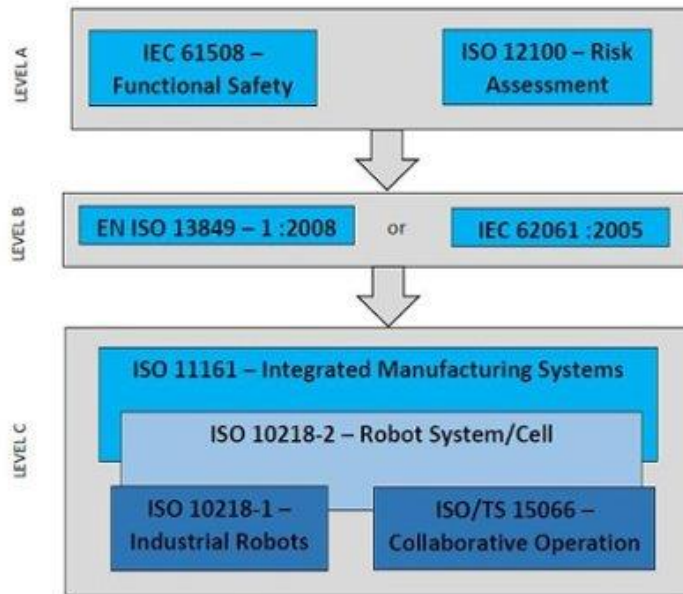 LEVEL A
IEC 61508 –
Functional Safety
ISO 12100 – Risk
Assessment
LEVEL B
EN ISO 13849 – 1 :2008
or
IEC 62061 :2005
LEVEL C
ISO 11161 – Integrated Manufacturing Systems
ISO 10218-2 – Robot System/Cell
ISO 10218-1 –
Industrial Robots
ISO/TS 15066 –
Collaborative Operation